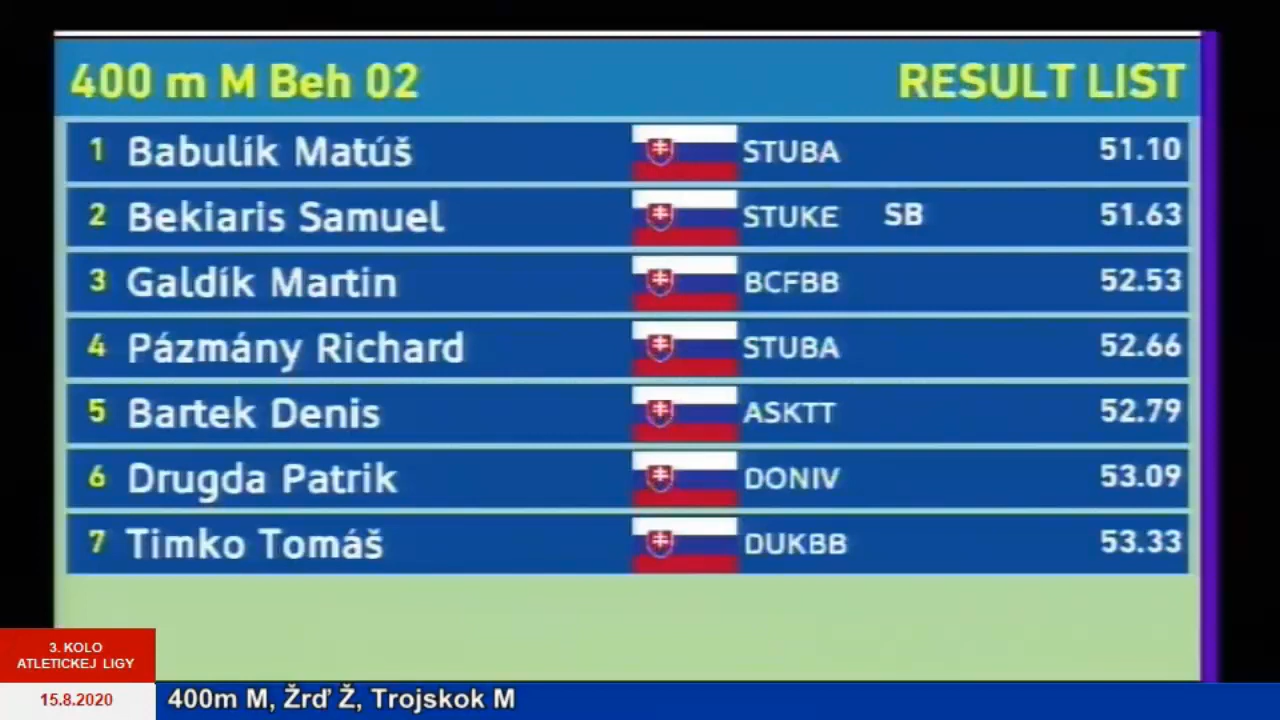 400 m M Beh 02 RESULT LIST
1 Babulík Matúš STUBA 51.10
2 Bekiaris Samuel STUKE SB 51.63
3 Galdík Martin BCFBB 52.53
4 Pázmány Richard STUBA 52.66
5 Bartek Denis ASKTT 52.79
6 Drugda Patrik DONIV 53.09
7 Timko Tomáš DUKBB 53.33
3. KOLO
ATLETICKEJ LIGY
15.8.2020
400m M, Žrď Ž, Trojskok M